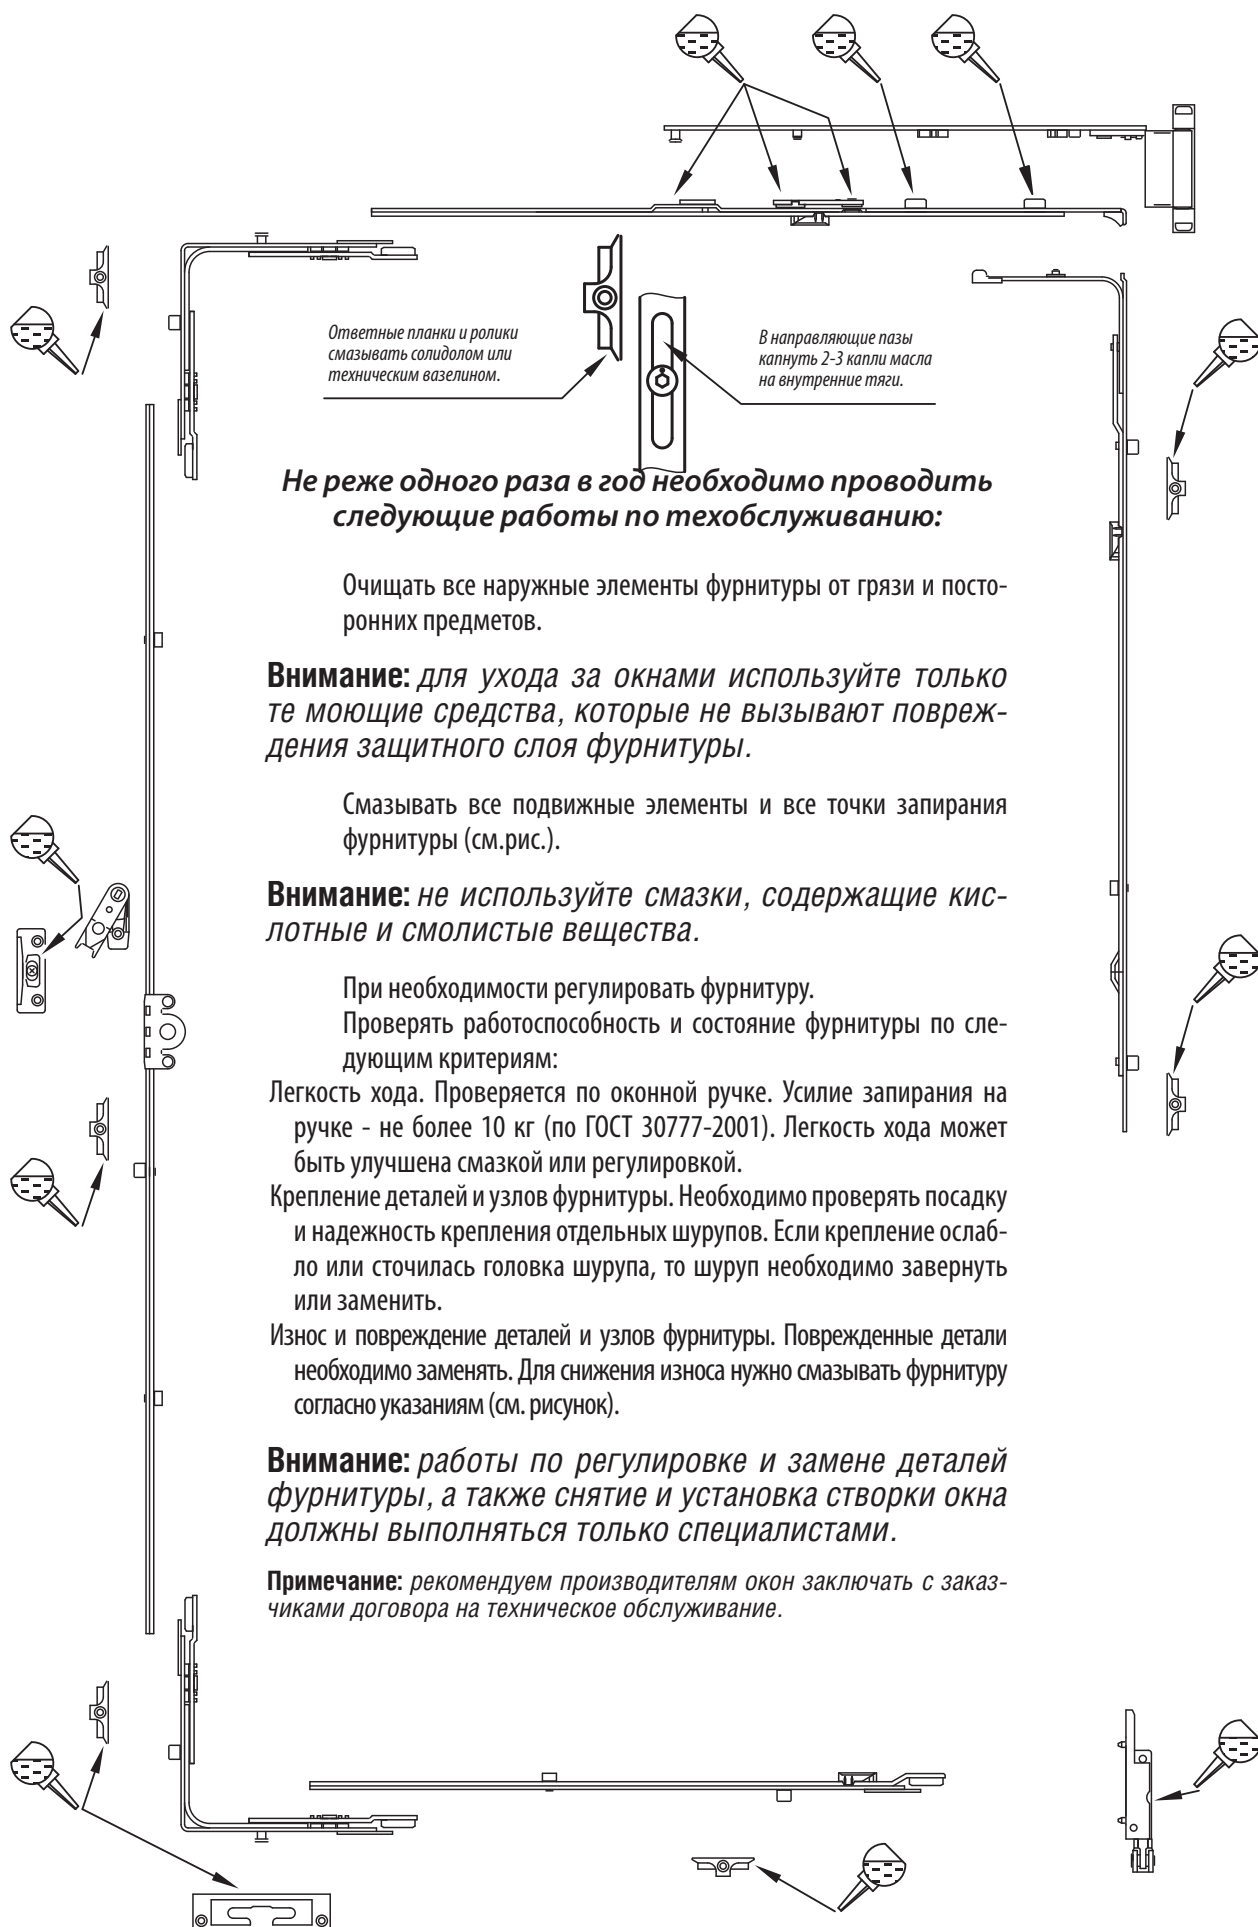 Ответные планки и ролики
смазывать солидолом или
техническим вазелином.
В направляющие пазы
капнуть 2-3 капли масла
на внутренние тяги.
Не реже одного раза в год необходимо проводить
следующие работы по техобслуживанию:
Очищать все наружные элементы фурнитуры от грязи и посто-
ронних предметов.
Внимание: для ухода за окнами используйте только
те моющие средства, которые не вызывают повреж-
дения защитного слоя фурнитуры.
Смазывать все подвижные элементы и все точки запирания
фурнитуры (см.рис.).
Внимание: не используйте смазки, содержащие кис-
лотные и смолистые вещества.
При необходимости регулировать фурнитуру.
Проверять работоспособность и состояние фурнитуры по сле-
дующим критериям:
Легкость хода. Проверяется по оконной ручке. Усилие запирания на
ручке - не более 10 кг (по ГОСТ 30777-2001). Легкость хода может
быть улучшена смазкой или регулировкой.
Крепление деталей и узлов фурнитуры. Необходимо проверять посадку
и надежность крепления отдельных шурупов. Если крепление ослаб-
ло или сточилась головка шурупа, то шуруп необходимо завернуть
или заменить.
Износ и повреждение деталей и узлов фурнитуры. Поврежденные детали
необходимо заменять. Для снижения износа нужно смазывать фурнитуру
согласно указаниям (см. рисунок).
Внимание: работы по регулировке и замене деталей
фурнитуры, а также снятие и установка створки окна
должны выполняться только специалистами.
Примечание: рекомендуем производителям окон заключать с заказ-
чиками договора на техническое обслуживание.